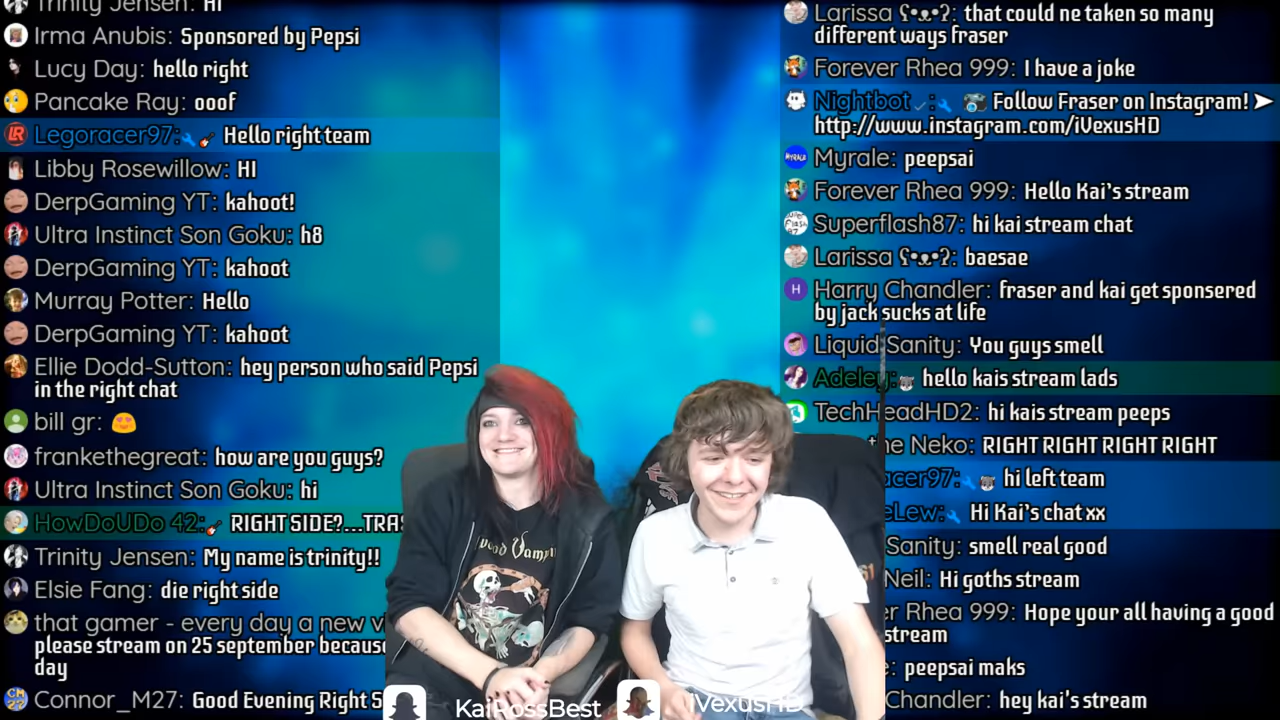 Trinity Jensen: HI
Irma Anubis: Sponsored by Pepsi
Lucy Day: hello right
Pancake Ray: ooof
LR
Legoracer97: Hello right team
Libby Rosewillow: HI
DerpGaming YT: kahoot!
Ultra Instinct Son Goku: h8
DerpGaming YT: kahoot
Murray Potter: Hello
DerpGaming YT: kahoot
Ellie Dodd-Sutton: hey person who said Pepsi
in the right chat
bill gr: 😍
frankethegreat: how are you guys?
Ultra Instinct Son Goku: hi
HowDoUDo 42: RIGHT SIDE?...TRAS
Trinity Jensen: My name is trinity!!
Elsie Fang: die right side
that gamer - every day a new v
please stream on 25 september because
day
Connor_M27: Good Evening Right S
Larissa ʕ•ᴥ•ʔ: that could ne taken so many
different ways fraser
Forever Rhea 999: I have a joke
Nightbot ✓: 📷 Follow Fraser on Instagram! ➤
http://www.instagram.com/iVexusHD
MYRALE
Myrale: peepsai
Forever Rhea 999: Hello Kai's stream
Superflash87: hi kai stream chat
Larissa ʕ•ᴥ•ʔ: baesae
H
Harry Chandler: fraser and kai get sponsered
by jack sucks at life
Liquid Sanity: You guys smell
Adeley: hello kais stream lads
TechHeadHD2: hi kais stream peeps
the Neko: RIGHT RIGHT RIGHT RIGHT
acer97: hi left team
eLew: Hi Kai's chat xx
Sanity: smell real good
Neil: Hi goths stream
r Rhea 999: Hope your all having a good
stream
e: peepsai maks
Chandler: hey kai's stream
KaiRossBest
iVexusHD